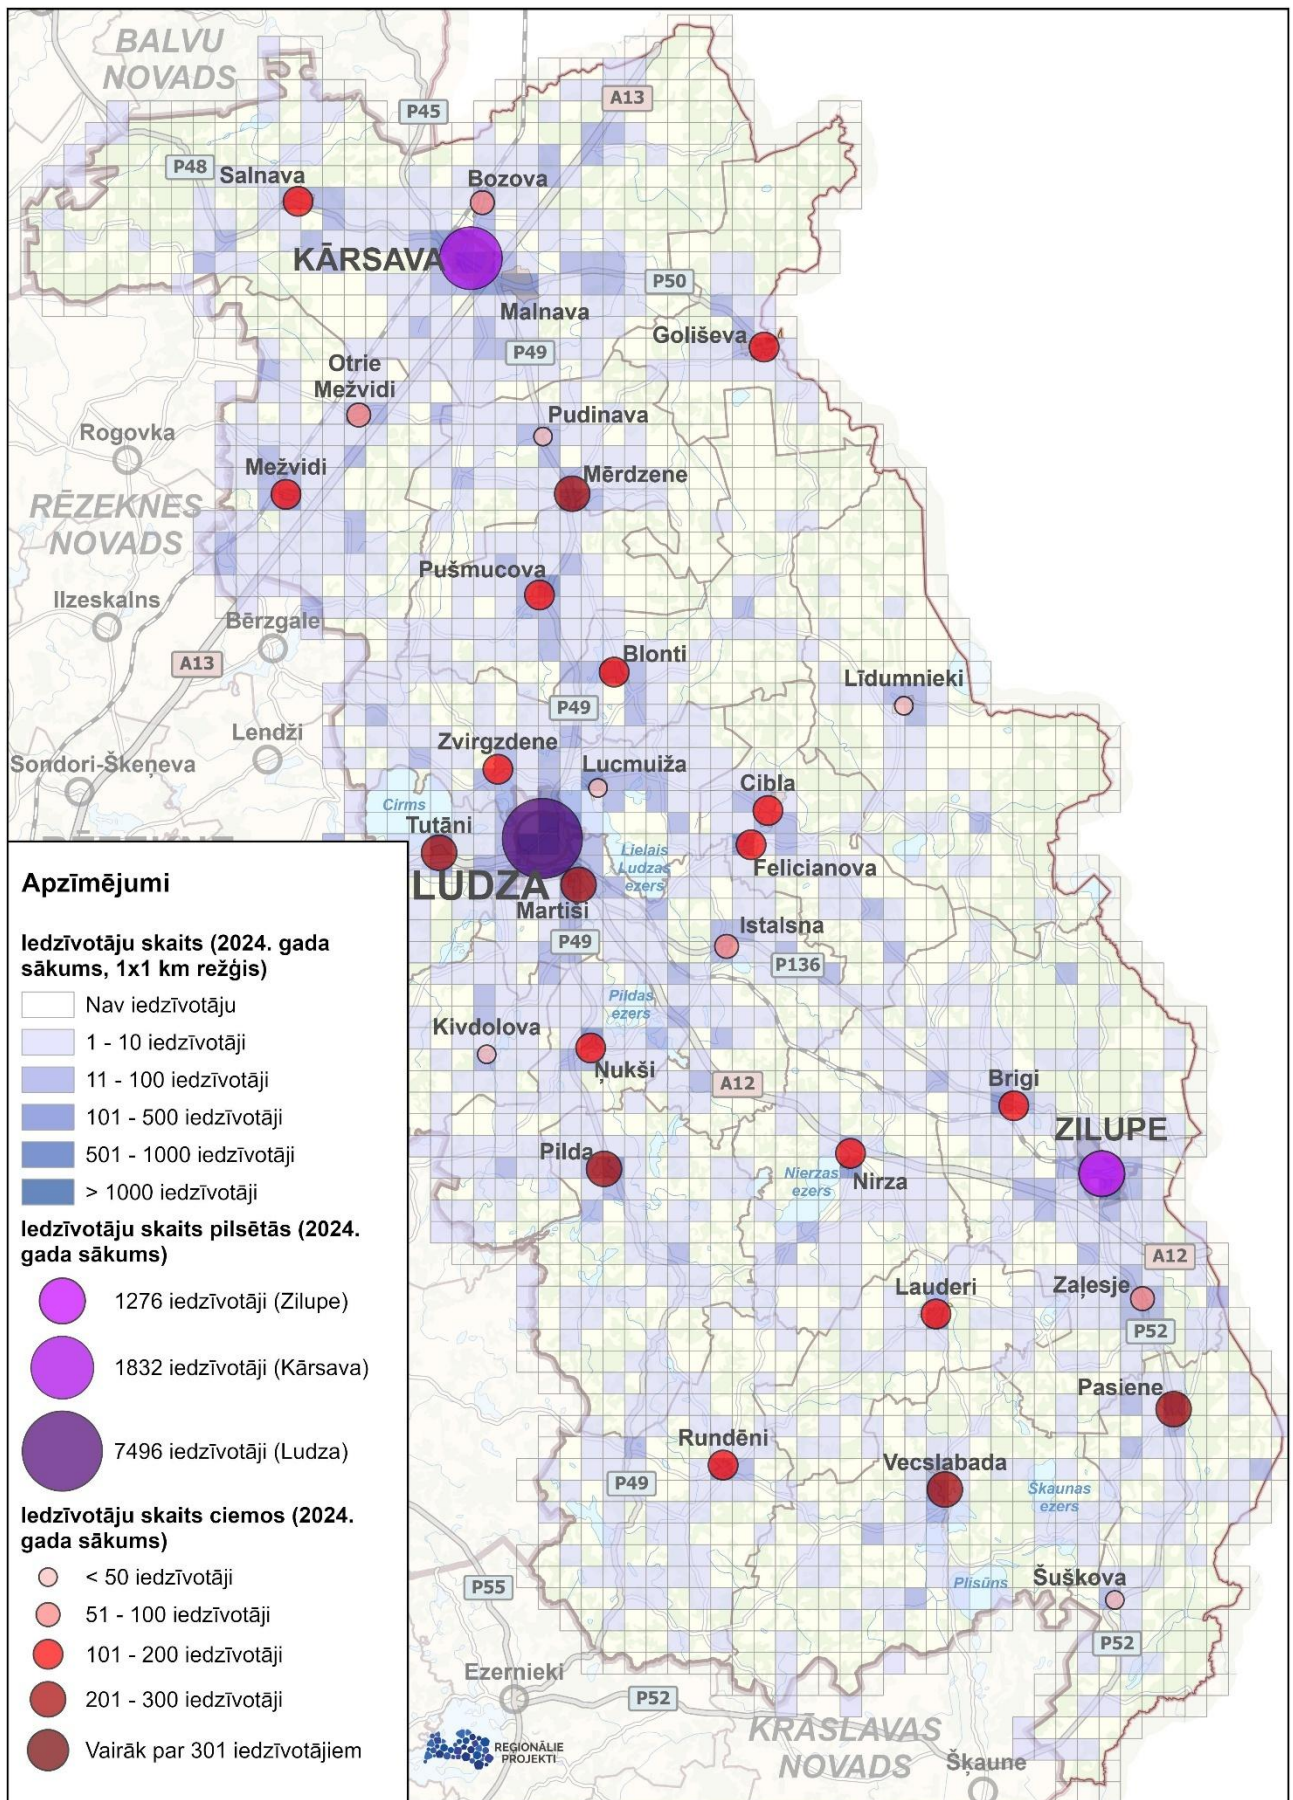 BALVU
NOVADS
A13
P45
P48
Salnava
Bozova
KĀRSAVA
P50
Malnava
Goliševa
P49
Otrie
Mežvidi
Pudinava
Rogovka
Mežvidi
Mērdzene
RĒZEKNES
NOVADS
Pušmucova
Ilzeskalns
Bērzgale
A13
Blonti
Līdumnieki
P49
Lendži
Zvirgzdene
Sondori-Šķeņeva
Lucmuiža
Cibla
Cirms
Tutāni
Lielais
Ludzas
ezers
Felicianova
LUDZA
Martiši
Istalsna
P49
P136
Pildas
ezers
Kivdolova
Ņukši
A12
Brigi
ZILUPE
Pilda
Nierzas
ezers
Nirza
A12
Lauderi
Zaļesje
P52
Pasiene
Rundēni
Vecslabada
P49
Šķaunas
ezers
P55
Plisūns
Šuškova
P52
Ezernieki
P52
KRĀSLAVAS
NOVADS
Šķaune
REĢIONĀLIE
PROJEKTI
Apzīmējumi
Iedzīvotāju skaits (2024. gada
sākums, 1x1 km režģis)
Nav iedzīvotāju
1 - 10 iedzīvotāji
11 - 100 iedzīvotāji
101 - 500 iedzīvotāji
501 - 1000 iedzīvotāji
> 1000 iedzīvotāji
Iedzīvotāju skaits pilsētās (2024.
gada sākums)
1276 iedzīvotāji (Zilupe)
1832 iedzīvotāji (Kārsava)
7496 iedzīvotāji (Ludza)
Iedzīvotāju skaits ciemos (2024.
gada sākums)
< 50 iedzīvotāji
51 - 100 iedzīvotāji
101 - 200 iedzīvotāji
201 - 300 iedzīvotāji
Vairāk par 301 iedzīvotājiem